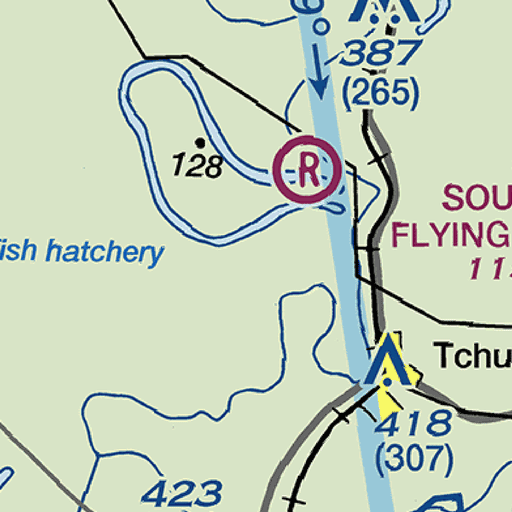 387
(265)
128
R
SOU
FLYING
ish hatchery
11
Tchu
418
(307)
423